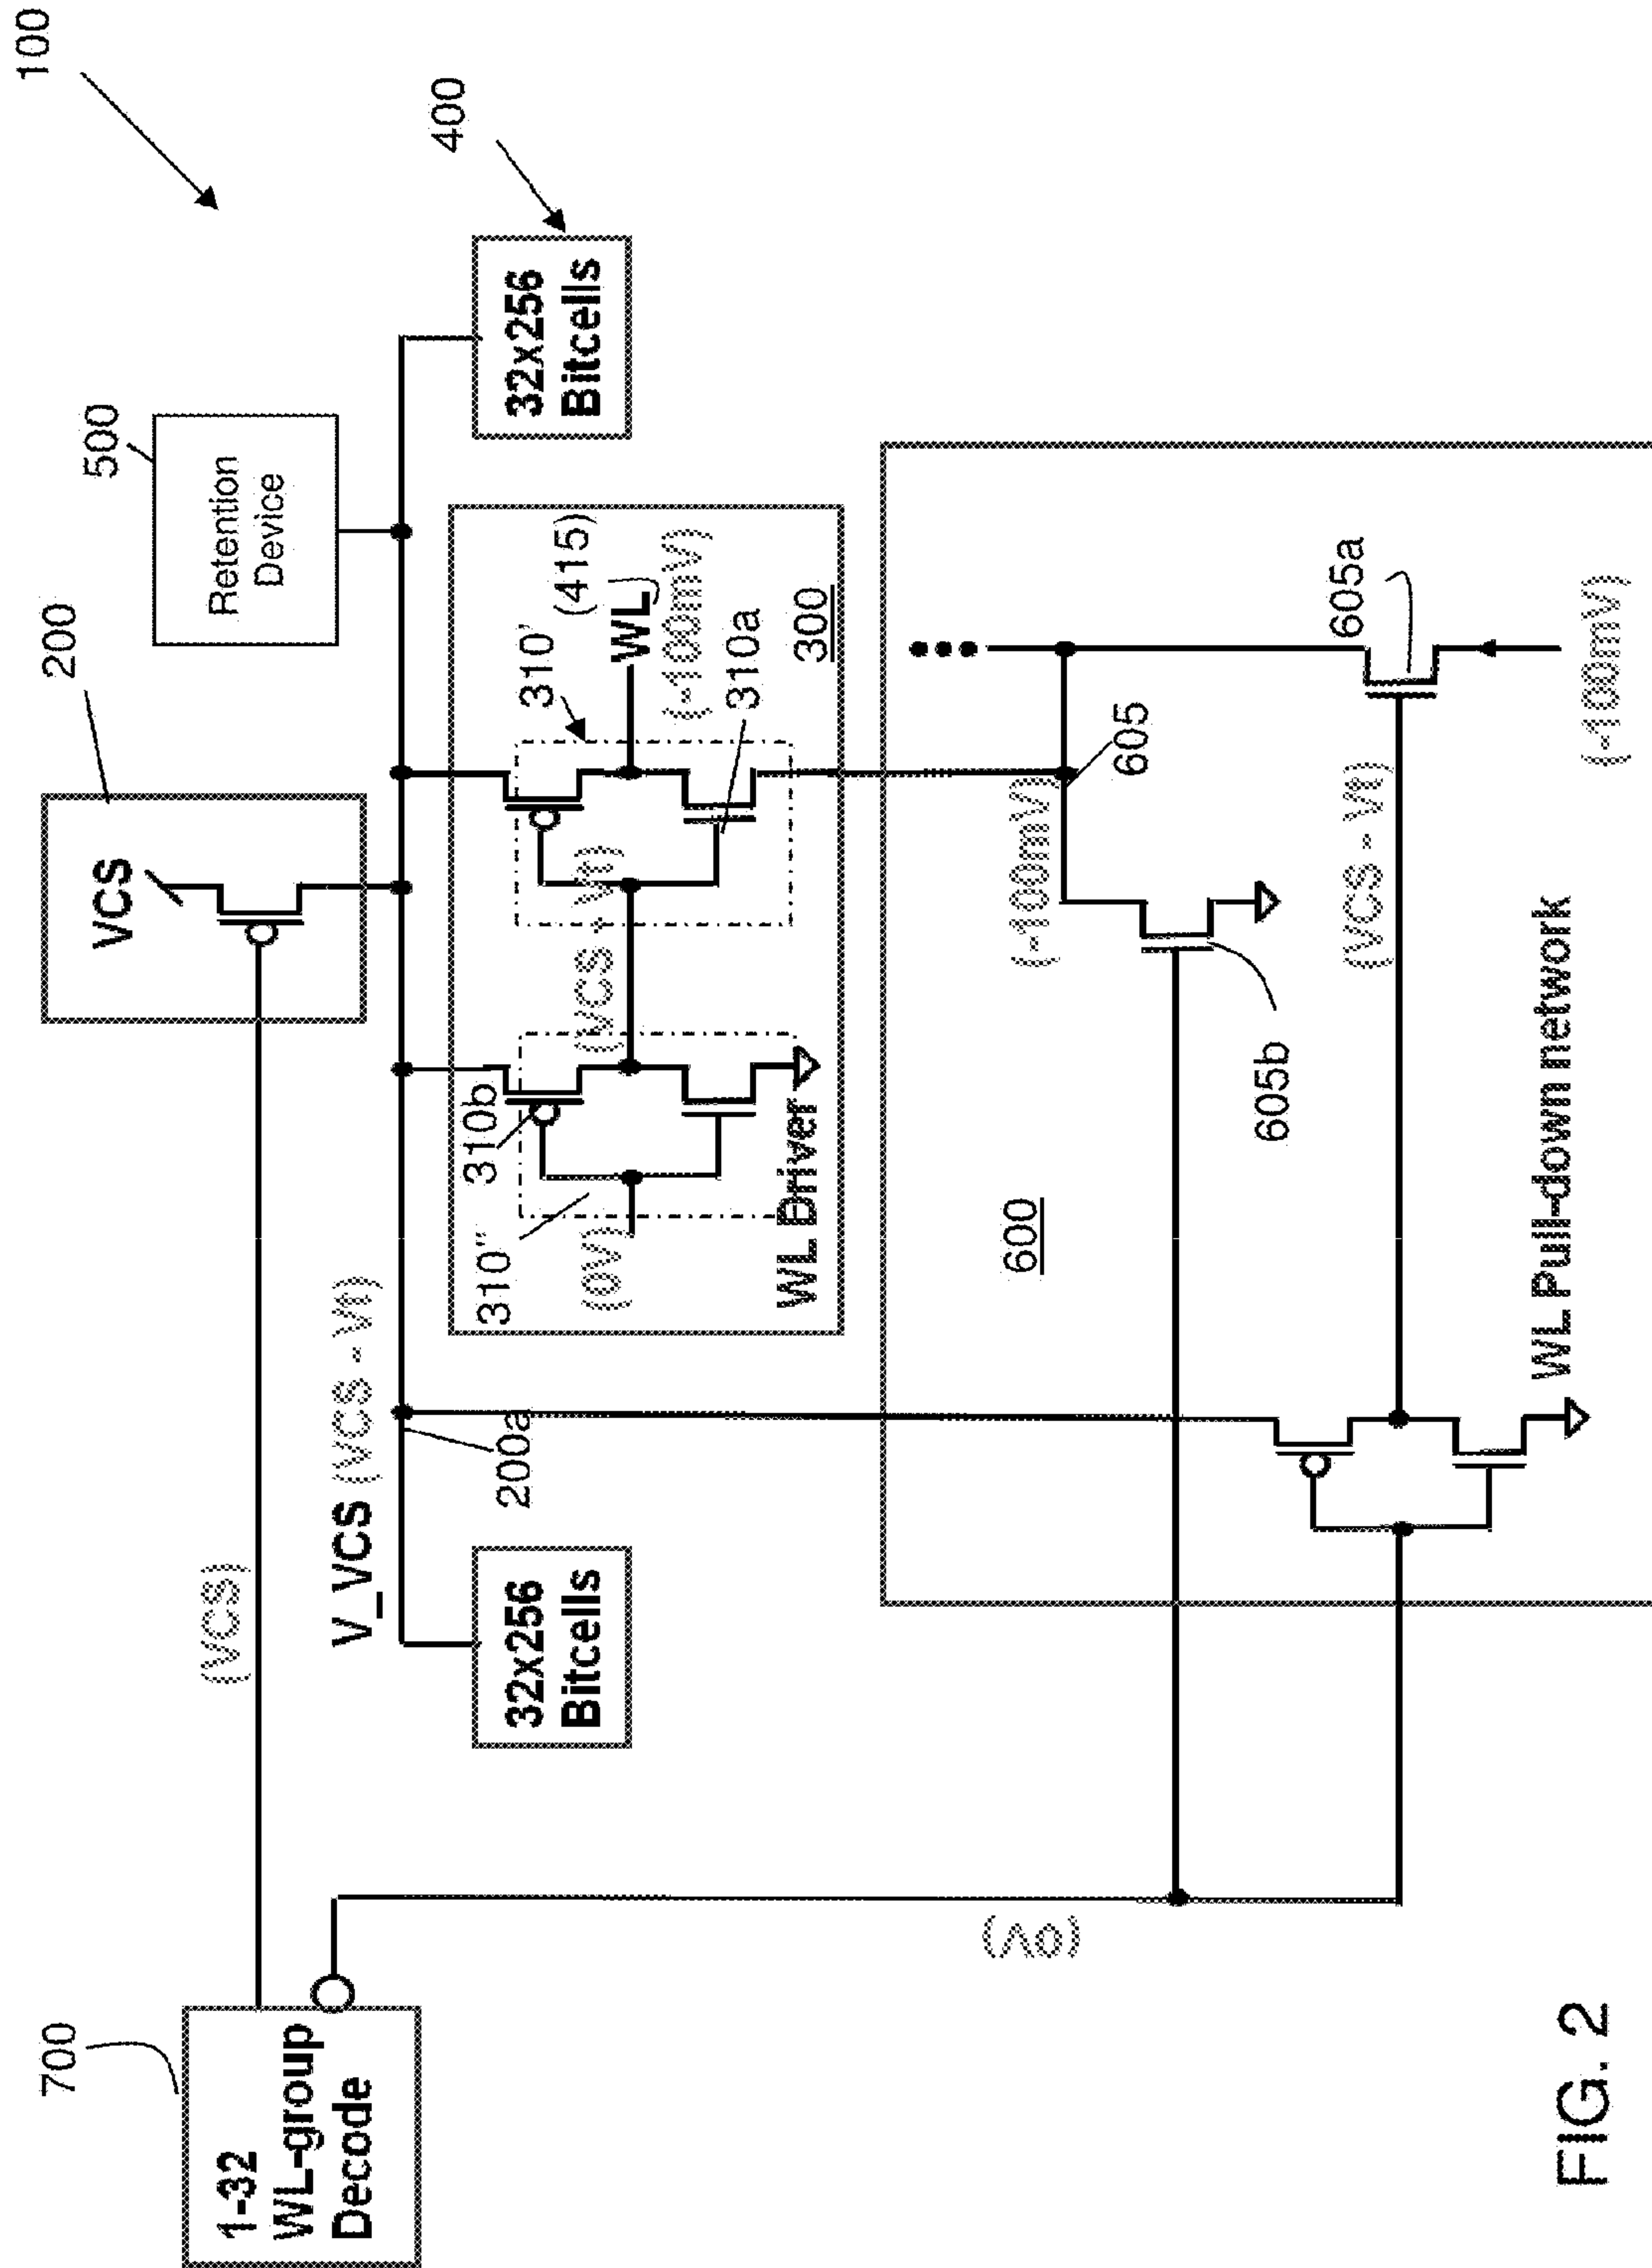 100
700
1-32
WL-group
Decode
(VCS)
200
VCS
500
Retention
Device
400
V_VCS (VCS - Vt)
200a
32x256
Bitcells
32x256
Bitcells
310b
310"
(0V)
(VCS - Vt)
310'
WL
(415)
(-100mV)
310a
300
WL Driver
(0V)
600
(-100mV)
605
605b
(VCS - Vt)
605a
(-100mV)
WL Pull-down network
FIG. 2